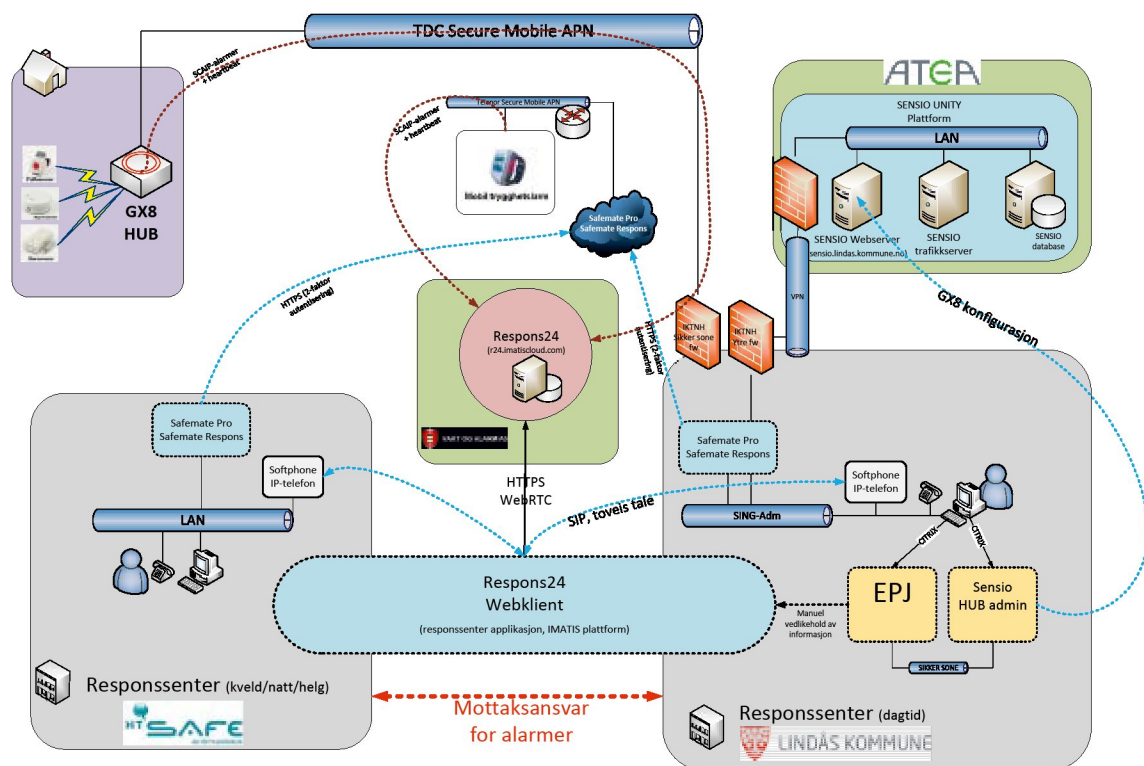 TDC Secure Mobile APN
SCAIP-alarmer
+ heartbeat
GX8
HUB
SCAIP-alarmer
+ heartbeat
Telenor Secure Mobile APN
Mobil trygghetsalarm
Safemate Pro
Safemate Respons
ATEA
SENSIO UNITY
Plattform
LAN
SENSIO Webserver
(sensio.lindas.kommune.no)
SENSIO
trafikkserver
SENSIO
database
VPN
GX8 konfigurasjon
HTTPS (2-faktor
autentisering)
HTTPS (2-faktor
autentisering)
IKTNH
Sikker sone
fw
IKTNH
Ytre fw
Respons24
(r24.imatiscloud.com)
VAKT OG ALARM AS
HTTPS
WebRTC
Safemate Pro
Safemate Respons
Softphone
IP-telefon
LAN
Safemate Pro
Safemate Respons
Softphone
IP-telefon
SING-Adm
SIP, toveis tale
CITRIX
CITRIX
Respons24
Webklient
(responssenter applikasjon, IMATIS plattform)
Manuel
vedlikehold av
informasjon
EPJ
Sensio
HUB admin
SIKKER SONE
Responssenter (kveld/natt/helg)
HT SAFE
Mottaksansvar
for alarmer
Responssenter (dagtid)
LINDÅS KOMMUNE